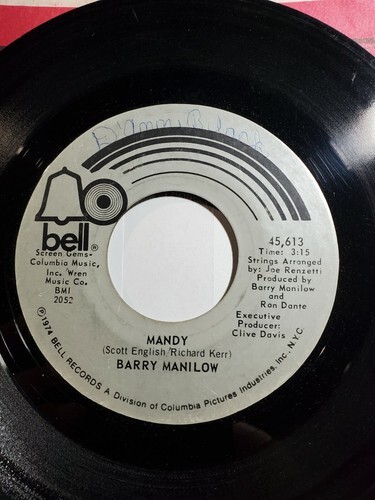 bell®
Screen Gems-
Columbia Music,
Inc./Wren
Music Co.
BMI
2052
45,613
Time: 3:15
Strings Arranged
by: Joe Renzetti
Produced by
Barry Manilow
and
Ron Dante
Executive
Producer:
Clive Davis
MANDY
(Scott English/Richard Kerr)
BARRY MANILOW
℗1974 BELL RECORDS A Division of Columbia Pictures Industries, Inc. N.Y.C.